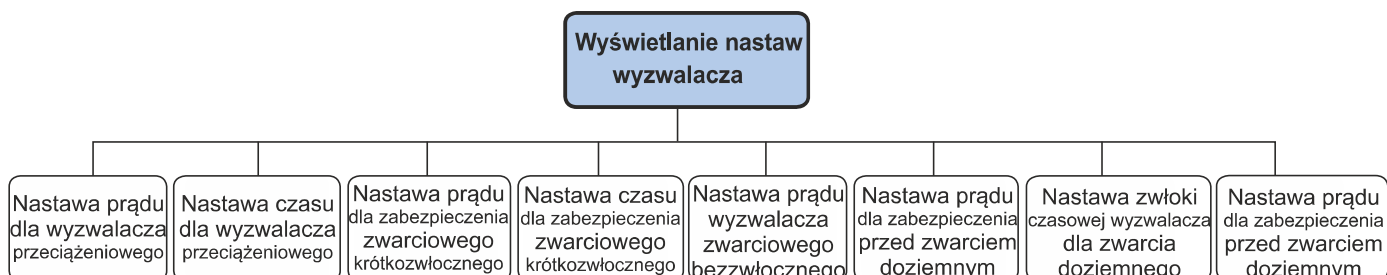 Wyświetlanie nastaw
wyzwalacza
Nastawa prądu
dla wyzwalacza
przeciążeniowego
Nastawa czasu
dla wyzwalacza
przeciążeniowego
Nastawa prądu
dla zabezpieczenia
zwarciowego
krótkozwłocznego
Nastawa czasu
dla zabezpieczenia
zwarciowego
krótkozwłocznego
Nastawa prądu
wyzwalacza
zwarciowego
bezzwłocznego
Nastawa prądu
dla zabezpieczenia
przed zwarciem
doziemnym
Nastawa zwłoki
czasowej wyzwalacza
dla zwarcia
doziemnego
Nastawa prądu
dla zabezpieczenia
przed zwarciem
doziemnym